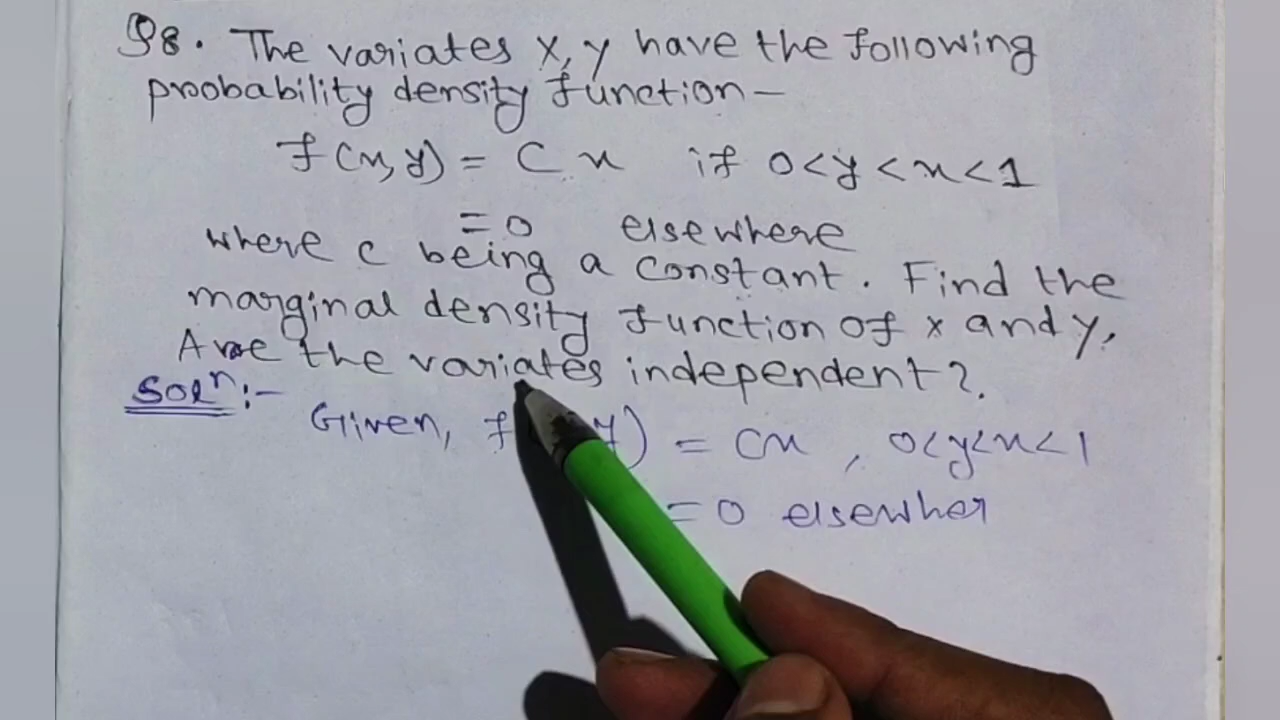 Q8. The variates x, y have the following
probability density function –
f(x,y) = Cx if 0<y<x<1
=0 elsewhere
where c being a constant. Find the
marginal density function of x and y.
Are the variates independent?.
Solⁿ:–
Given, f y) = Cx , 0<y<x<1
=0 elsewher